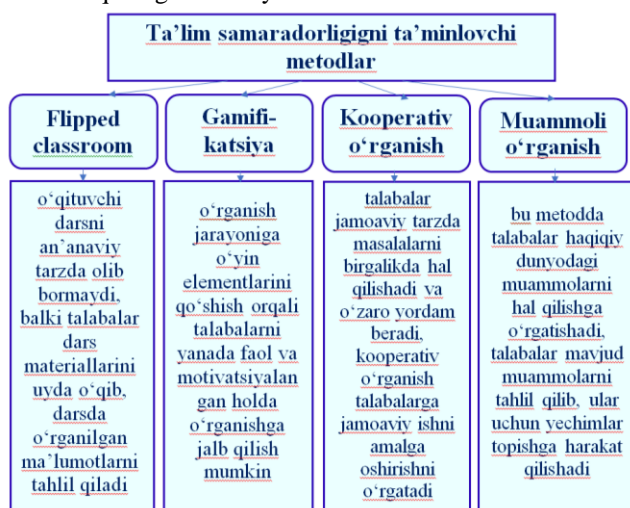 Ta’lim samaradorligigni ta’minlovchi
metodlar
Flipped
classroom
o‘qituvchi
darsni
an’anaviy
tarzda olib
bormaydi,
balki talabalar
dars
materiallarini
uyda o‘qib,
darsda
o‘rganilgan
ma’lumotlarni
tahlil qiladi
Gamifi-
katsiya
o‘rganish
jarayoniga
o‘yin
elementlarini
qo‘shish orqali
talabalarni
yanada faol va
motivatsiyalan
gan holda
o‘rganishga
jalb qilish
mumkin
Kooperativ
o‘rganish
talabalar
jamoaviy tarzda
masalalarni
birgalikda hal
qilishadi va
o‘zaro yordam
beradi,
kooperativ
o‘rganish
talabalarga
jamoaviy ishni
amalga
oshirishni
o‘rgatadi
Muammoli
o‘rganish
bu metodda
talabalar haqiqiy
dunyodagi
muammolarni
hal qilishga
o‘rgatishadi,
talabalar mavjud
muammolarni
tahlil qilib, ular
uchun yechimlar
topishga harakat
qilishadi